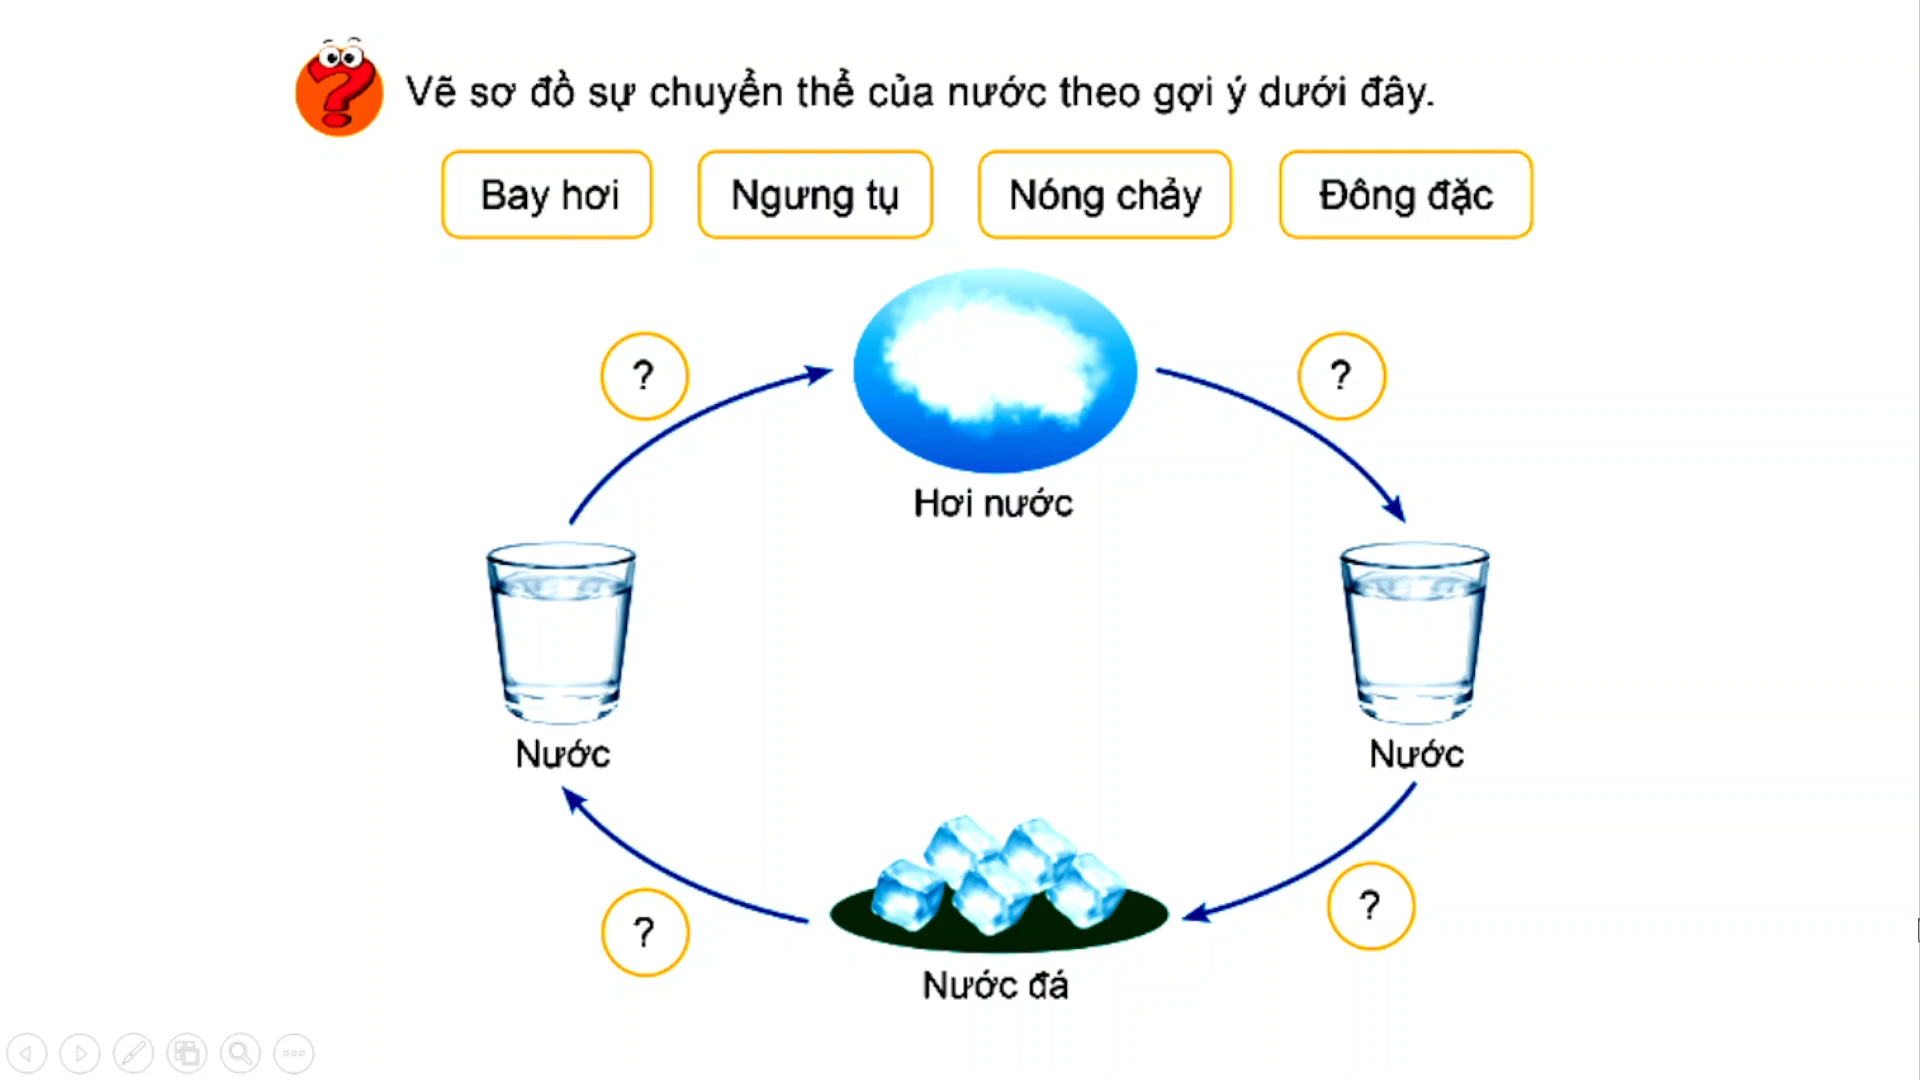 Vẽ sơ đồ sự chuyển thể của nước theo gợi ý dưới đây.
Bay hơi
Ngưng tụ
Nóng chảy
Đông đặc
?
?
Hơi nước
Nước
Nước
?
?
Nước đá